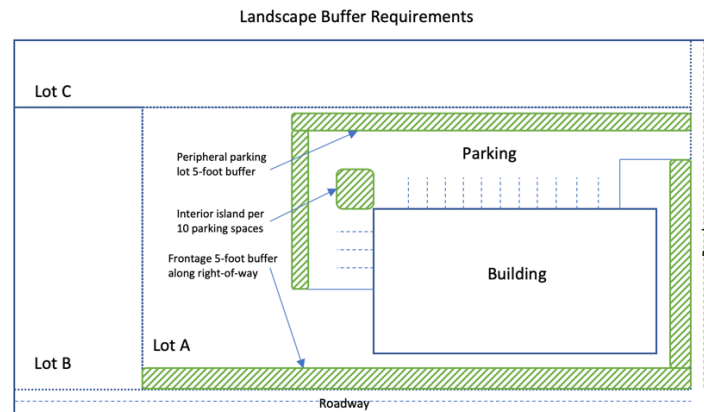 Landscape Buffer Requirements
Lot C
Peripheral parking
lot 5-foot buffer
Parking
Interior island per
10 parking spaces
Frontage 5-foot buffer
along right-of-way
Building
Lot A
Lot B
Roadway